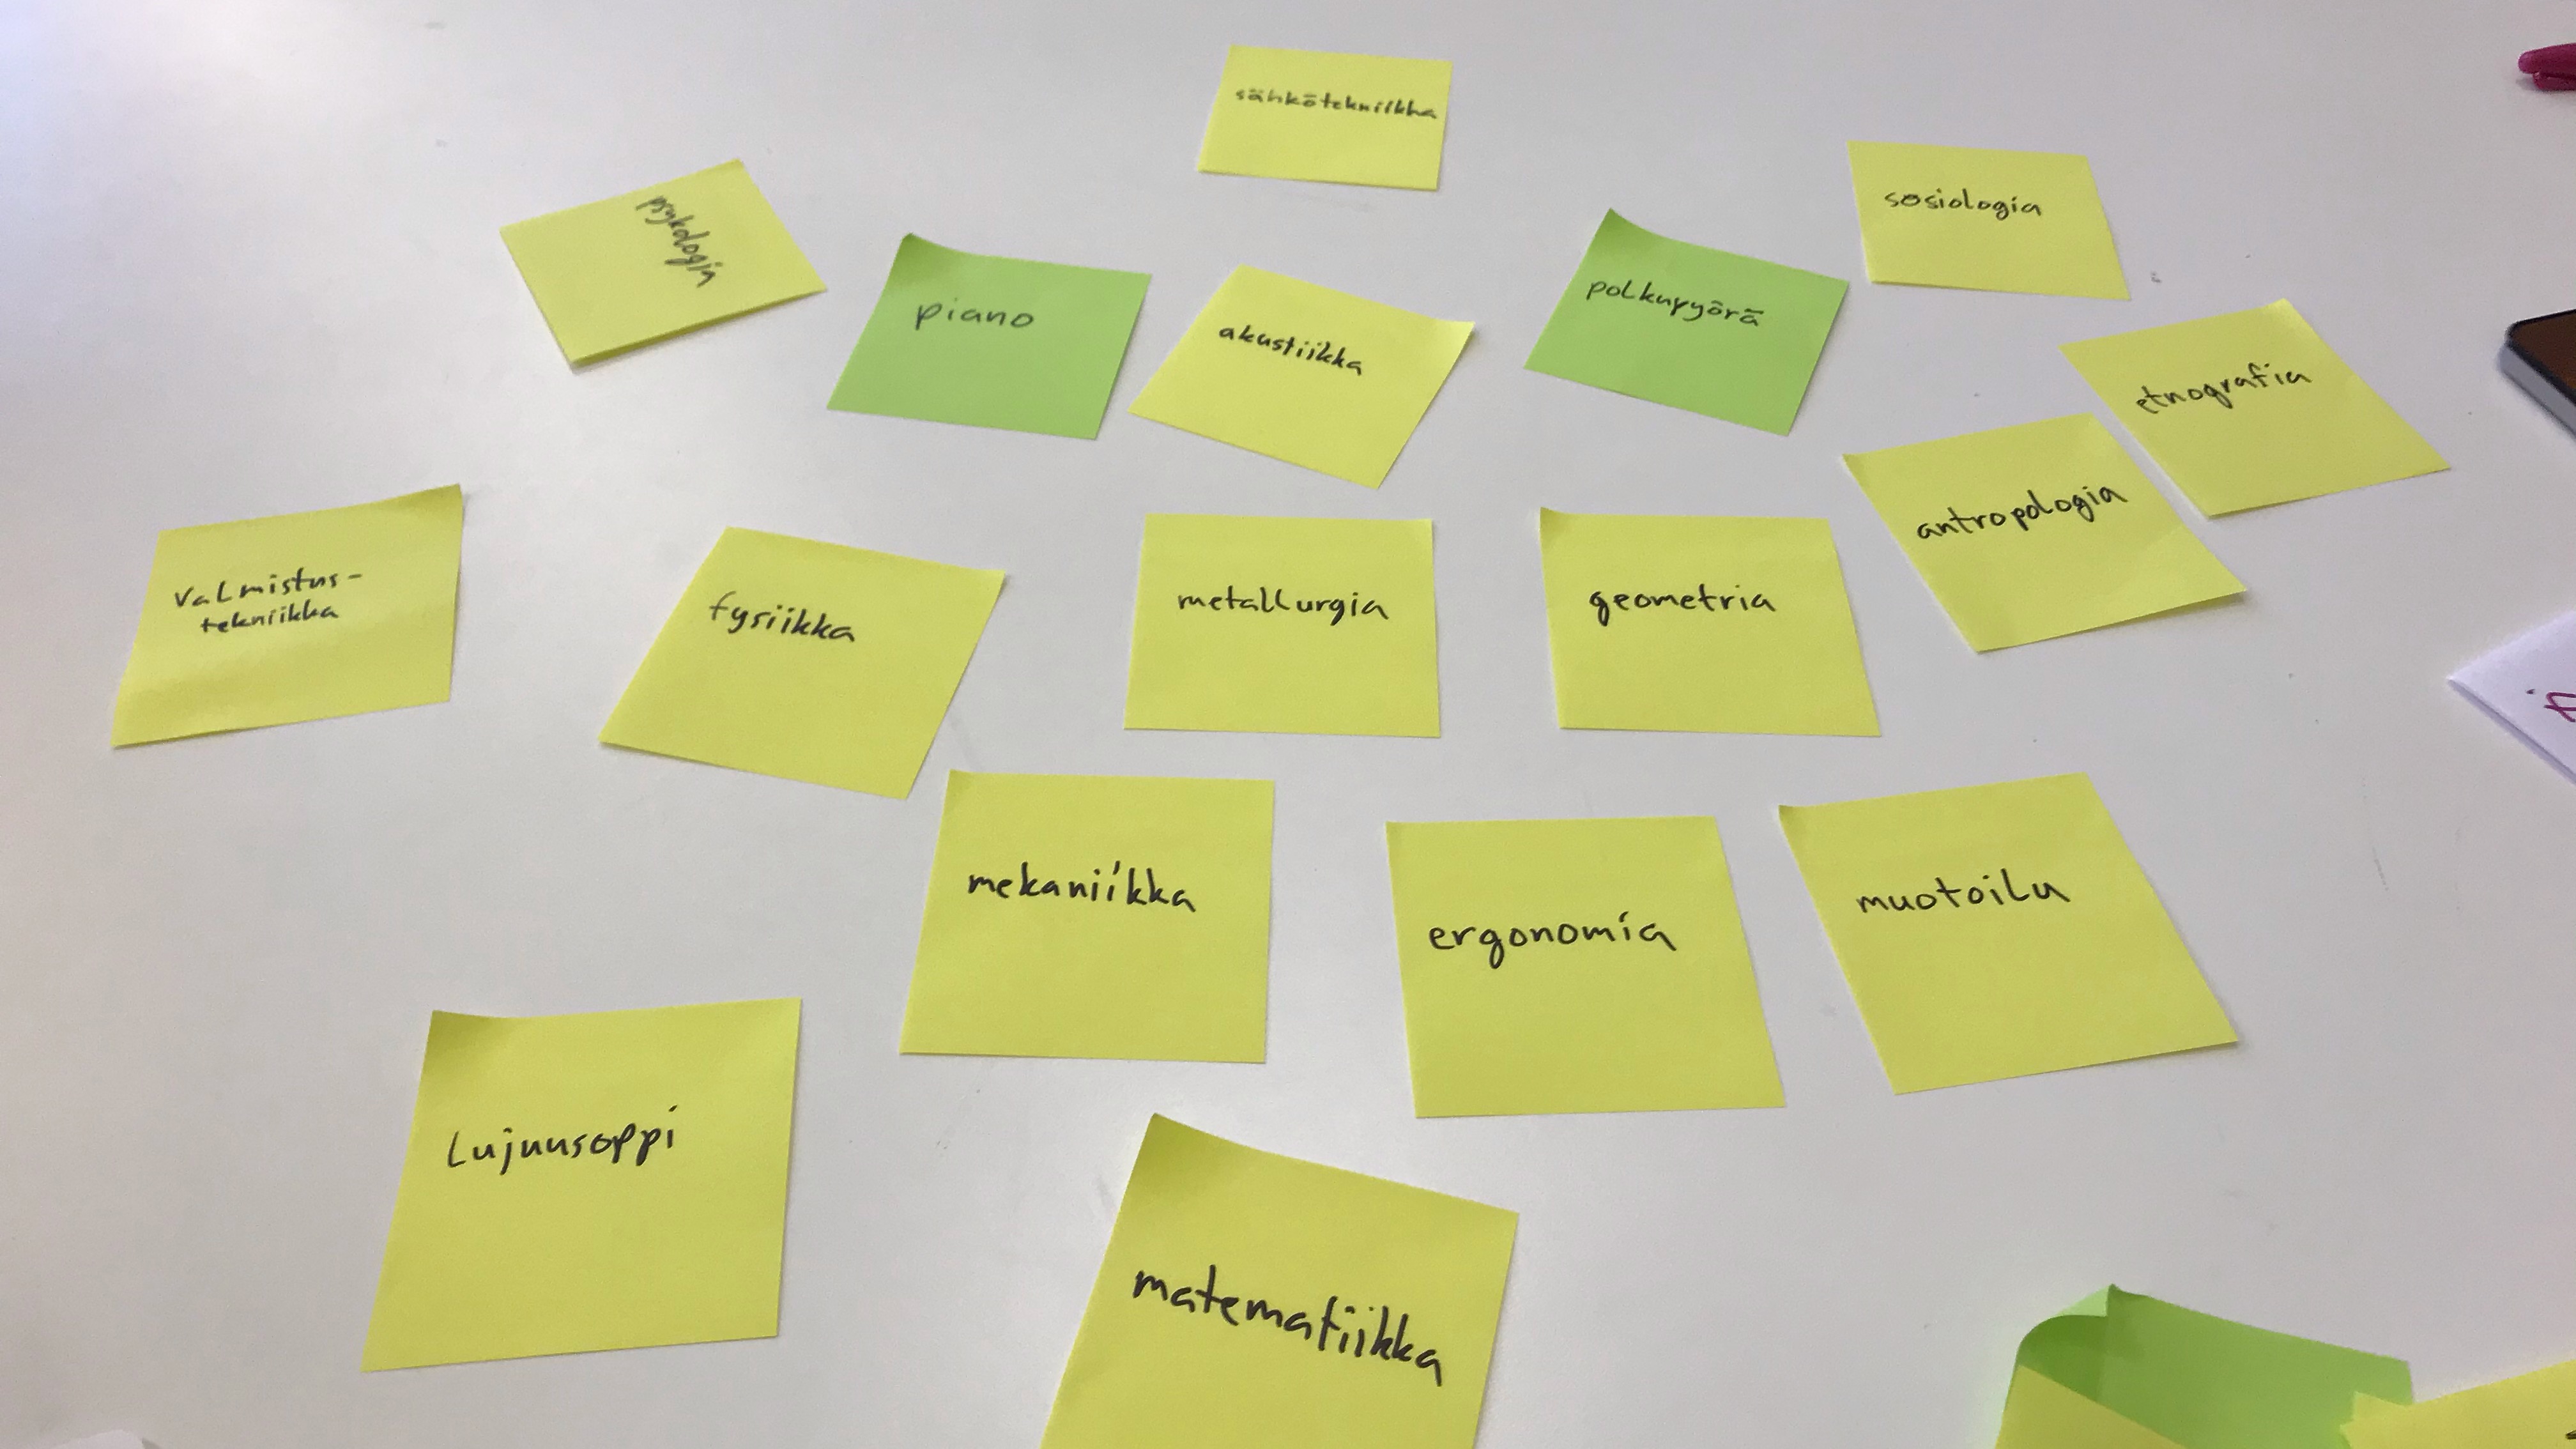 sähkötekniikka
psykologia
sosiologia
piano
akustiikka
polkupyörä
etnografia
antropologia
Valmistus-
tekniikka
fysiikka
metallurgia
geometria
mekaniikka
ergonomia
muotoilu
Lujuusoppi
matematiikka